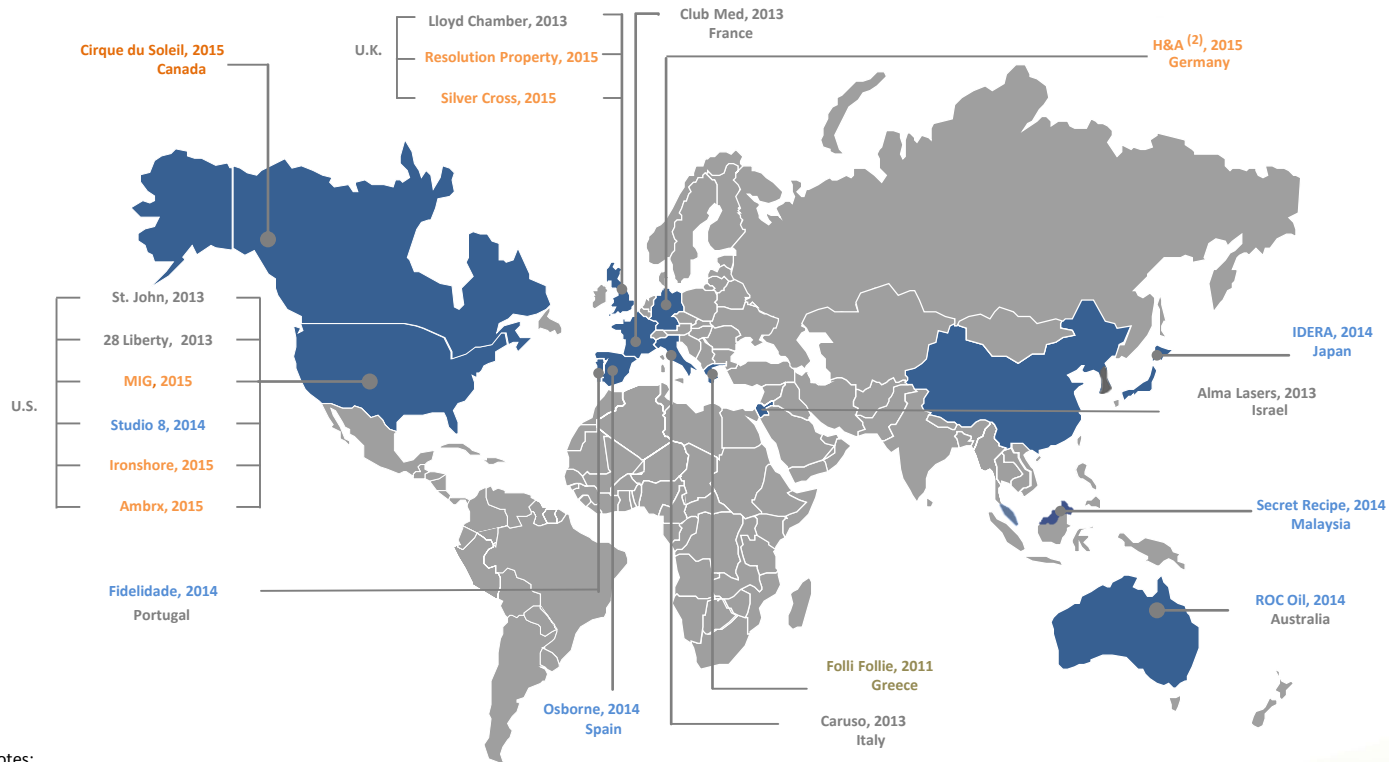 Cirque du Soleil, 2015
Canada
U.K.
Lloyd Chamber, 2013
Resolution Property, 2015
Silver Cross, 2015
Club Med, 2013
France
H&A (2), 2015
Germany
U.S.
St. John, 2013
28 Liberty, 2013
MIG, 2015
Studio 8, 2014
Ironshore, 2015
Ambrx, 2015
IDERA, 2014
Japan
Alma Lasers, 2013
Israel
Secret Recipe, 2014
Malaysia
ROC Oil, 2014
Australia
Fidelidade, 2014
Portugal
Folli Follie, 2011
Greece
Osborne, 2014
Spain
Caruso, 2013
Italy
otes: